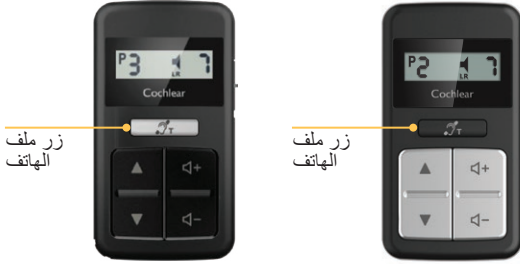 P3 LR 7
Cochlear
T
+
-
زر ملف
الهاتف
P2 LR 7
Cochlear
T
+
-
زر ملف
الهاتف